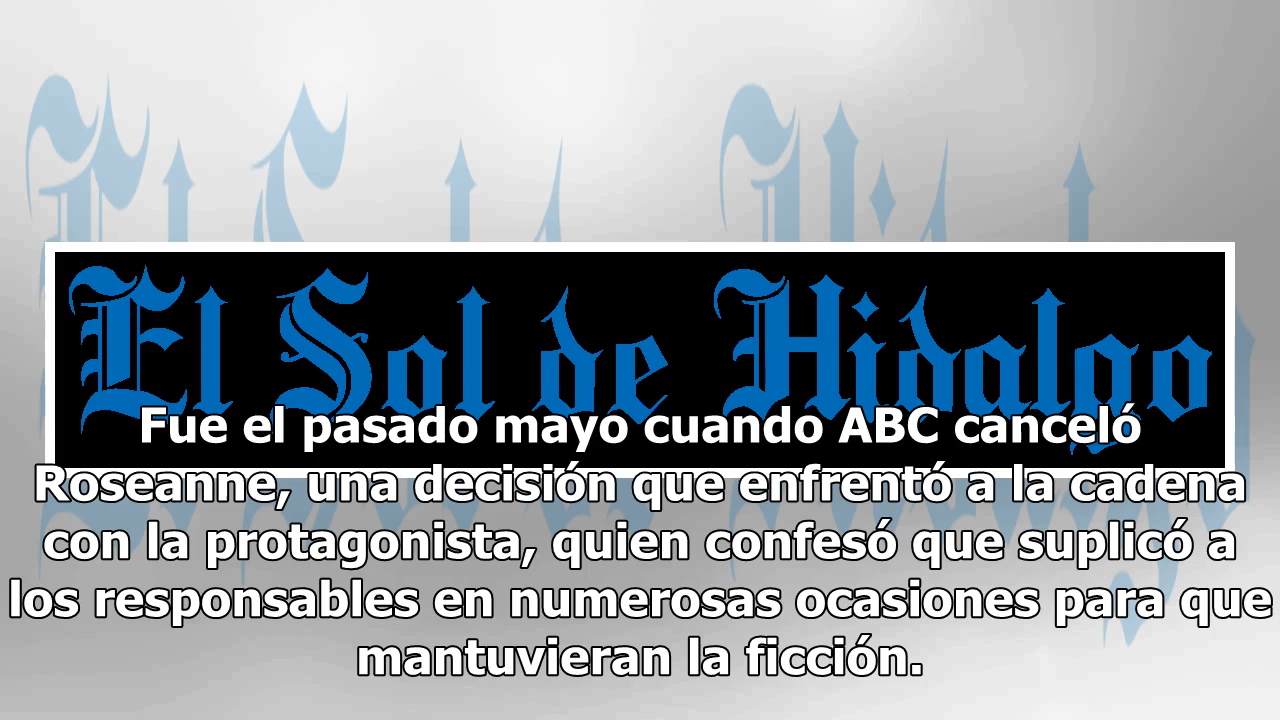 El Sol de Hidalgo
Fue el pasado mayo cuando ABC canceló
Roseanne, una decisión que enfrentó a la cadena
con la protagonista, quien confesó que suplicó a
los responsables en numerosas ocasiones para que
mantuvieran la ficción.